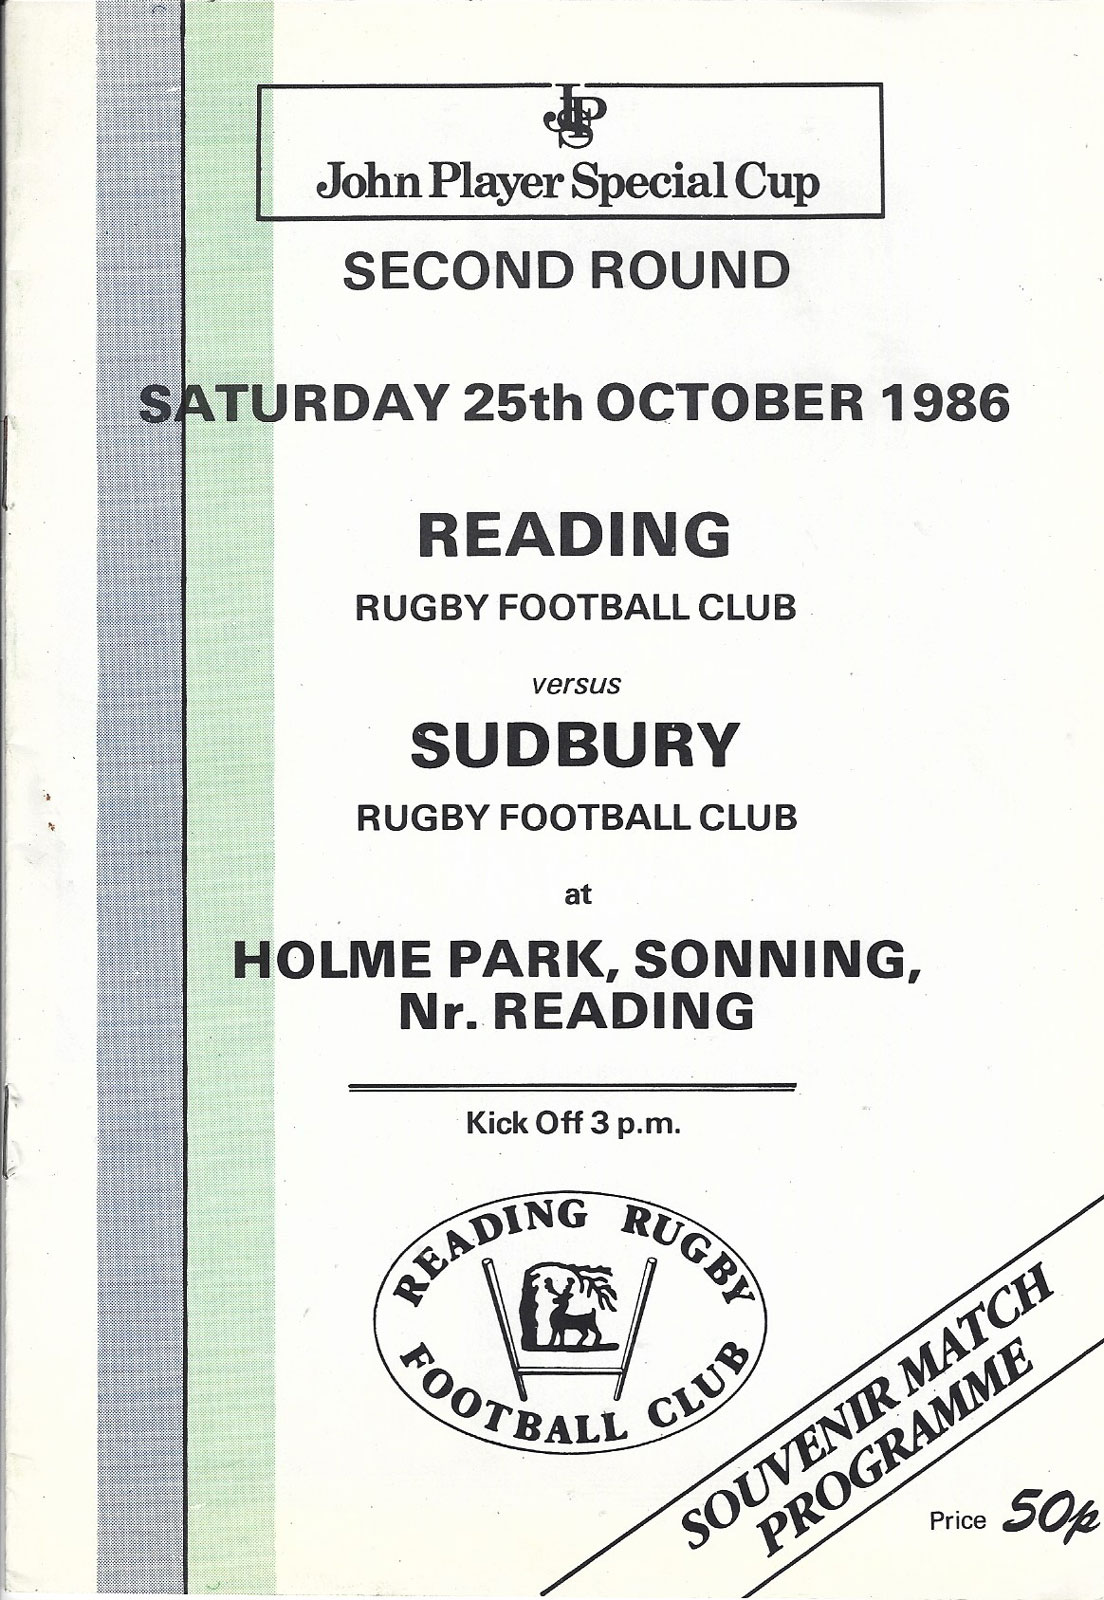 JPS
John Player Special Cup
SECOND ROUND
SATURDAY 25th OCTOBER 1986
READING
RUGBY FOOTBALL CLUB
versus
SUDBURY
RUGBY FOOTBALL CLUB
at
HOLME PARK, SONNING,
Nr. READING
Kick Off 3 p.m.
READING RUGBY
FOOTBALL CLUB
SOUVENIR MATCH
PROGRAMME
Price 50p